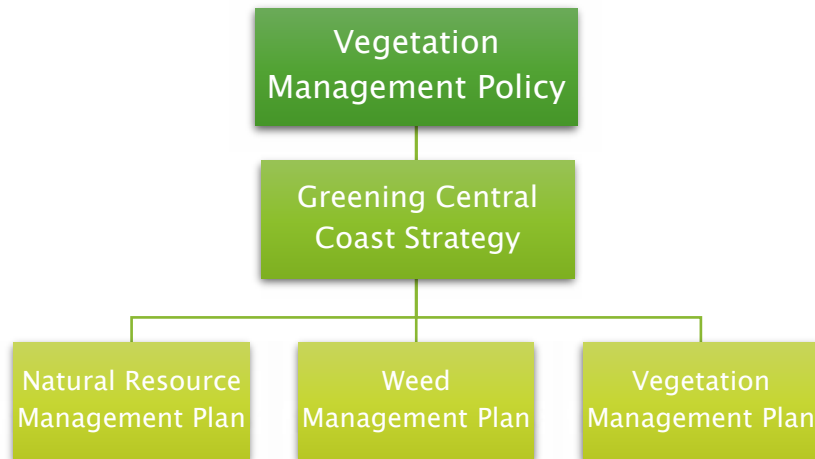 Vegetation
Management Policy
Greening Central
Coast Strategy
Natural Resource
Management Plan
Weed
Management Plan
Vegetation
Management Plan